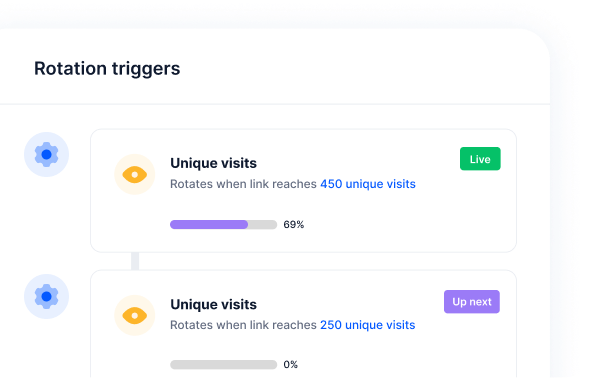 Rotation triggers
Unique visits
Live
Rotates when link reaches 450 unique visits
69%
Unique visits
Up next
Rotates when link reaches 250 unique visits
0%